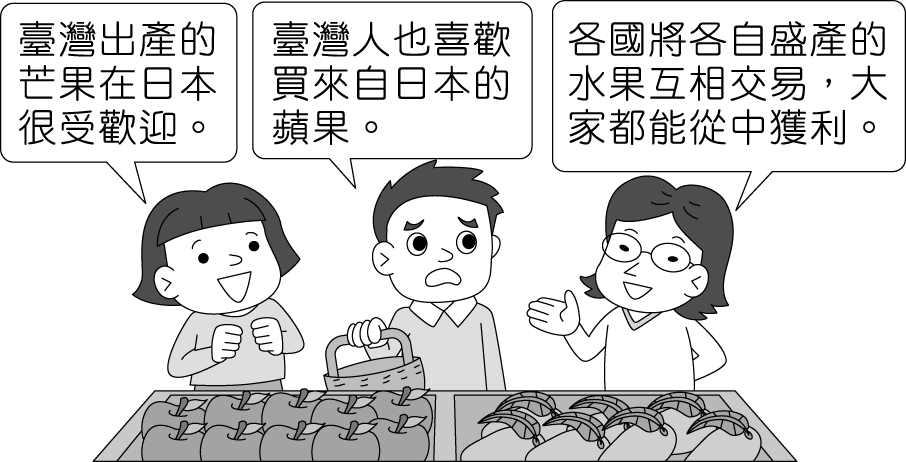 臺灣出產的
芒果在日本
很受歡迎。
臺灣人也喜歡
買來自日本的
蘋果。
各國將各自盛產的
水果互相交易，大
家都能從中獲利。